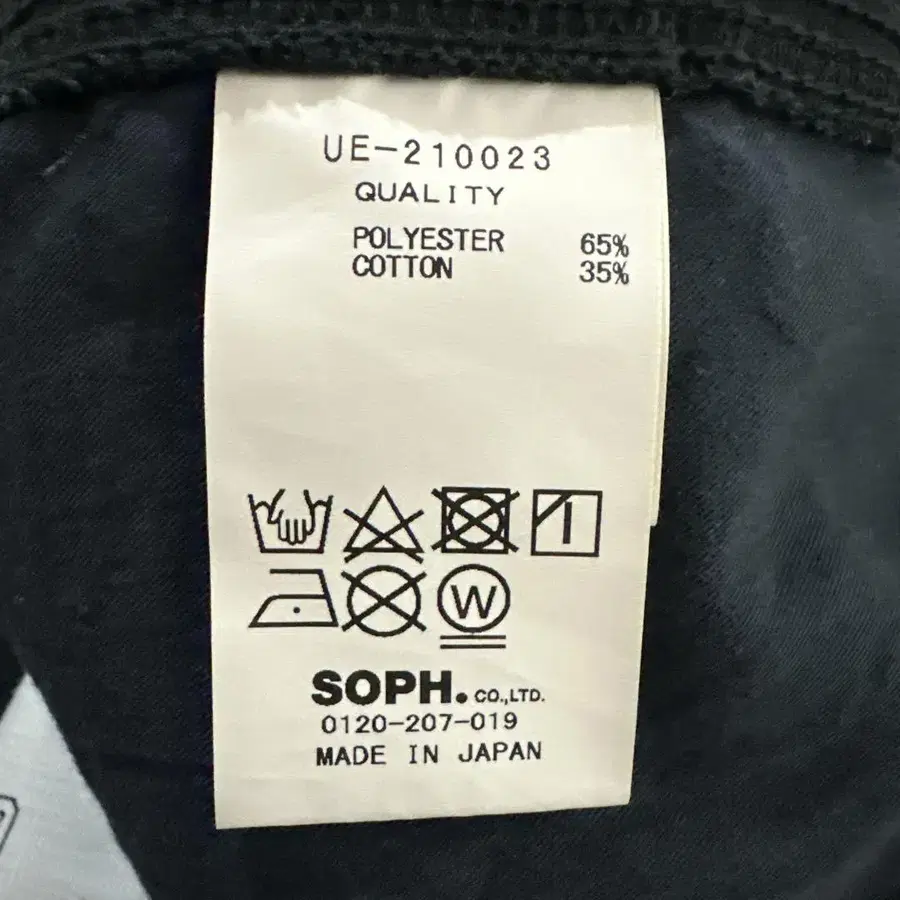 UE-210023
QUALITY
POLYESTER 65%
COTTON 35%
W
SOPH. CO.,LTD.
0120-207-019
MADE IN JAPAN